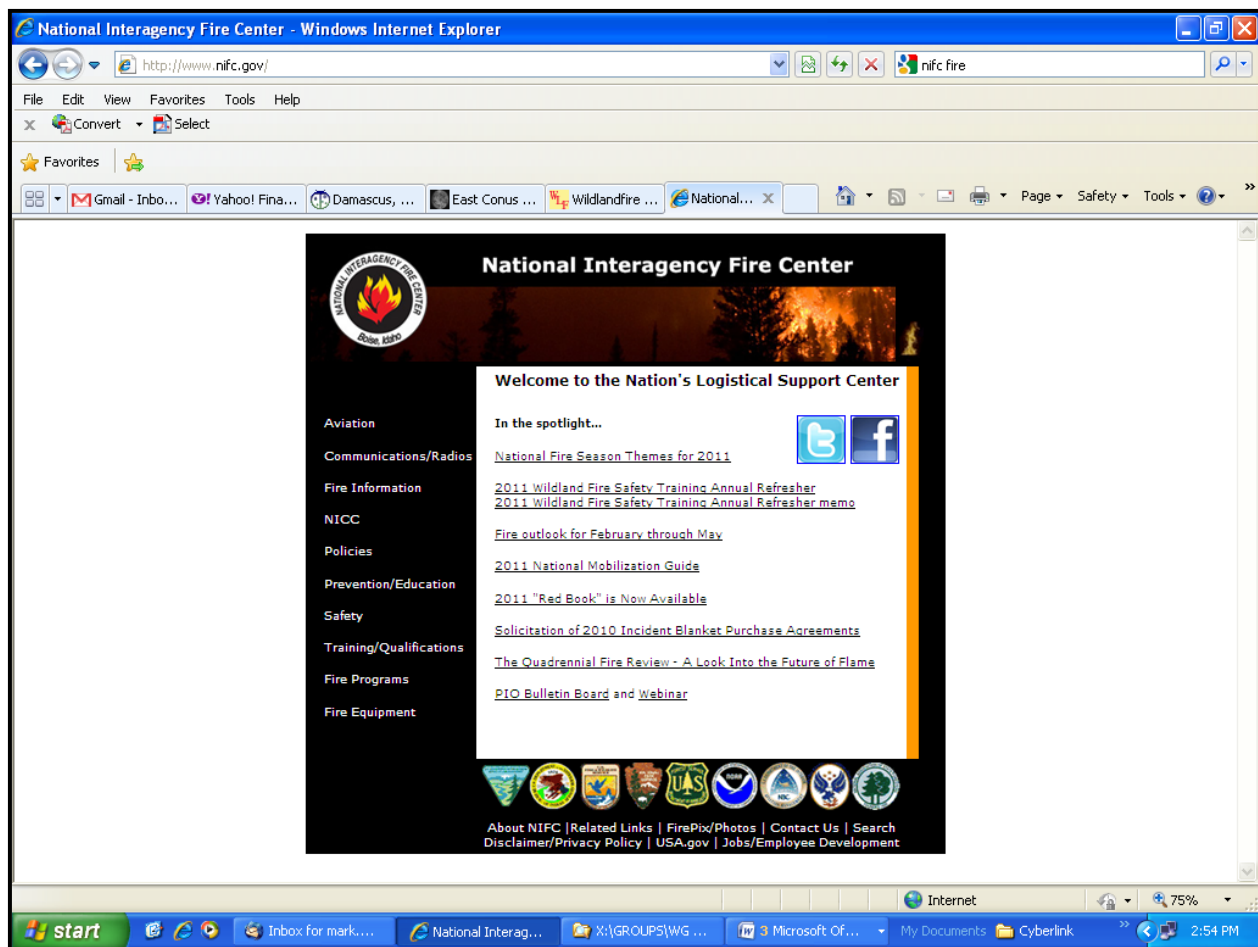 National Interagency Fire Center - Windows Internet Explorer
http://www.nifc.gov/
nifc fire
File Edit View Favorites Tools Help
x Convert Select
Favorites
Gmail - Inbo... Yahoo! Fina... Damascus, ... East Conus ... Wildlandfire ... National... x
Page Safety Tools
NATIONAL INTERAGENCY FIRE CENTER
Boise, Idaho
National Interagency Fire Center
Welcome to the Nation's Logistical Support Center
Aviation
Communications/Radios
Fire Information
NICC
Policies
Prevention/Education
Safety
Training/Qualifications
Fire Programs
Fire Equipment
In the spotlight...
National Fire Season Themes for 2011
2011 Wildland Fire Safety Training Annual Refresher
2011 Wildland Fire Safety Training Annual Refresher memo
Fire outlook for February through May
2011 National Mobilization Guide
2011 "Red Book" is Now Available
Solicitation of 2010 Incident Blanket Purchase Agreements
The Quadrennial Fire Review - A Look Into the Future of Flame
PIO Bulletin Board and Webinar
About NIFC |Related Links | FirePix/Photos | Contact Us | Search
Disclaimer/Privacy Policy | USA.gov | Jobs/Employee Development
Internet 75%
start Inbox for mark.... National Interag... X:\GROUPS\WG ... 3 Microsoft Of... My Documents Cyberlink 2:54 PM